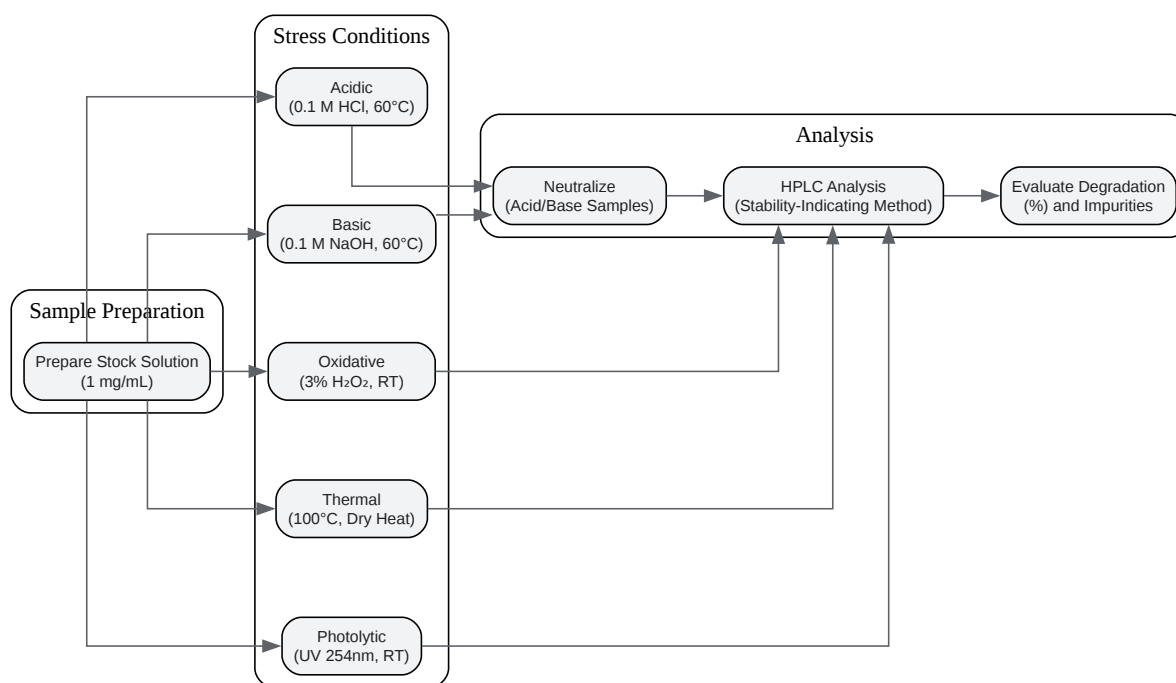 Sample Preparation
Prepare Stock Solution
(1 mg/mL)
Stress Conditions
Acidic
(0.1 M HCl, 60°C)
Basic
(0.1 M NaOH, 60°C)
Oxidative
(3% H₂O₂, RT)
Thermal
(100°C, Dry Heat)
Photolytic
(UV 254nm, RT)
Analysis
Neutralize
(Acid/Base Samples)
HPLC Analysis
(Stability-Indicating Method)
Evaluate Degradation
(%) and Impurities